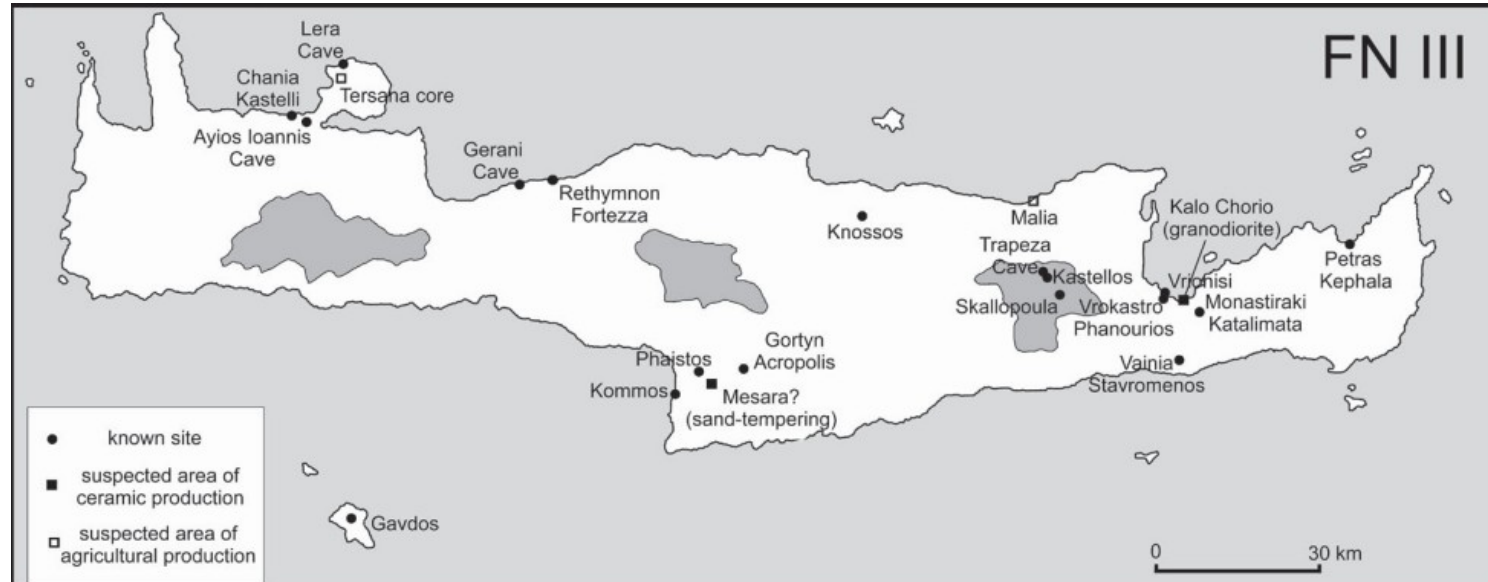 FN III
Lera
Cave
Chania
Kastelli
Tersana core
Ayios Ioannis
Cave
Gerani
Cave
Rethymnon
Fortezza
Knossos
Malia
Kalo Chorio
(granodiorite)
Trapeza
Cave
Kastellos
Skallopoula
Vrichisi
Vrokastro
Phanourios
Monastiraki
Katalimata
Petras
Kephala
Vainia
Stavromenos
Phaistos
Gortyn
Acropolis
Kommos
Mesara?
(sand-tempering)
Gavdos
known site
suspected area of
ceramic production
suspected area of
agricultural production
0
30 km